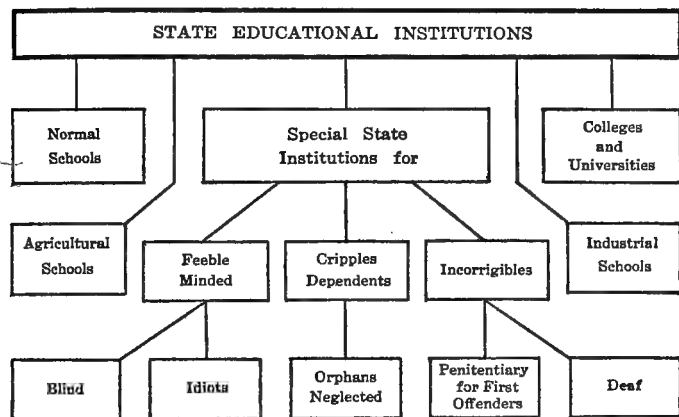 STATE EDUCATIONAL INSTITUTIONS
Normal
Schools
Special State
Institutions for
Colleges
and
Universities
Agricultural
Schools
Feeble
Minded
Cripples
Dependents
Incorrigibles
Industrial
Schools
Blind
Idiots
Orphans
Neglected
Penitentiary
for First
Offenders
Deaf